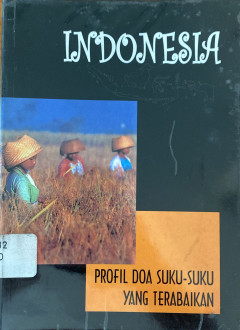 INDONESIA
PROFIL DOA SUKU-SUKU
YANG TERABAIKAN